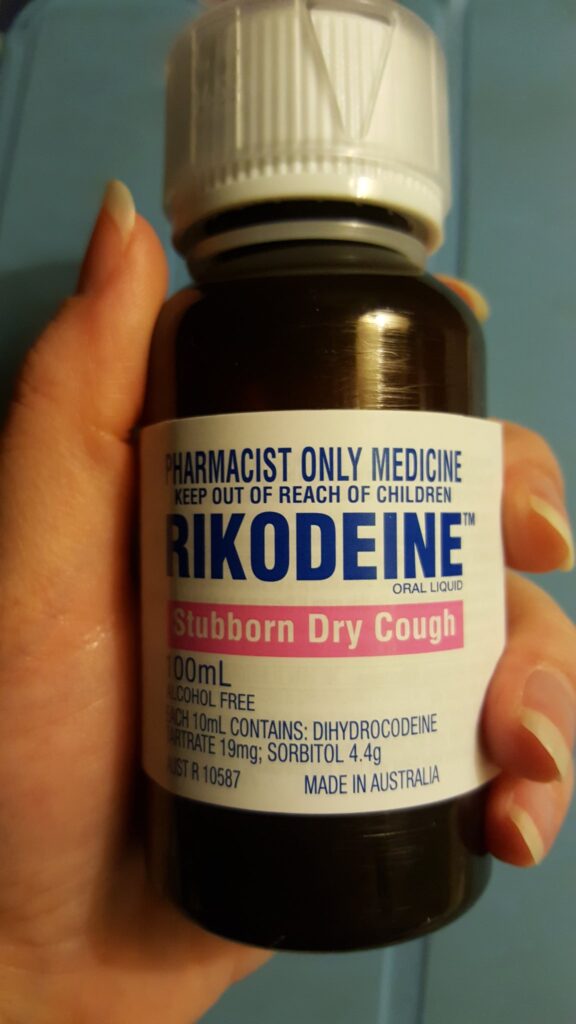 PHARMACIST ONLY MEDICINE
KEEP OUT OF REACH OF CHILDREN
RIKODEINE™
ORAL LIQUID
Stubborn Dry Cough
100mL
ALCOHOL FREE
EACH 10mL CONTAINS: DIHYDROCODEINE
TARTRATE 19mg; SORBITOL 4.4g
AUST R 10587 MADE IN AUSTRALIA